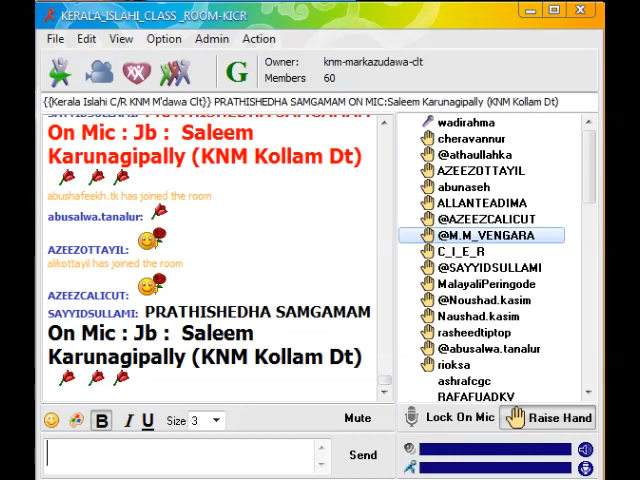 KERALA_ISLAHI_CLASS_ROOM-KICR
File Edit View Option Admin Action
G
Owner: knm-markazudawa-clt
Members 60
{{Kerala Islahi C/R KNM M'dawa Clt}} PRATHISHEDHA SAMGAMAM ON MIC:Saleem Karunagipally (KNM Kollam Dt)
On Mic : Jb : Saleem
Karunagipally (KNM Kollam Dt)
abushafeekh.tk has joined the room
abusalwa.tanalur:
AZEEZOTTAYIL:
alikottayil has joined the room
AZEEZCALICUT:
SAYYIDSULLAMI: PRATHISHEDHA SAMGAMAM
On Mic : Jb : Saleem
Karunagipally (KNM Kollam Dt)
wadirahma
cheravannur
@athaullahka
AZEEZOTTAYIL
abunaseh
ALLANTEADIMA
@AZEEZCALICUT
@M.M_VENGARA
C_I_E_R
@SAYYIDSULLAMI
MalayaliPeringode
@Noushad.kasim
Naushad.kasim
rasheedtiptop
@abusalwa.tanalur
rioksa
ashrafcgc
RAFAFUADKV
B I U Size 3 Mute
Lock On Mic Raise Hand
Send